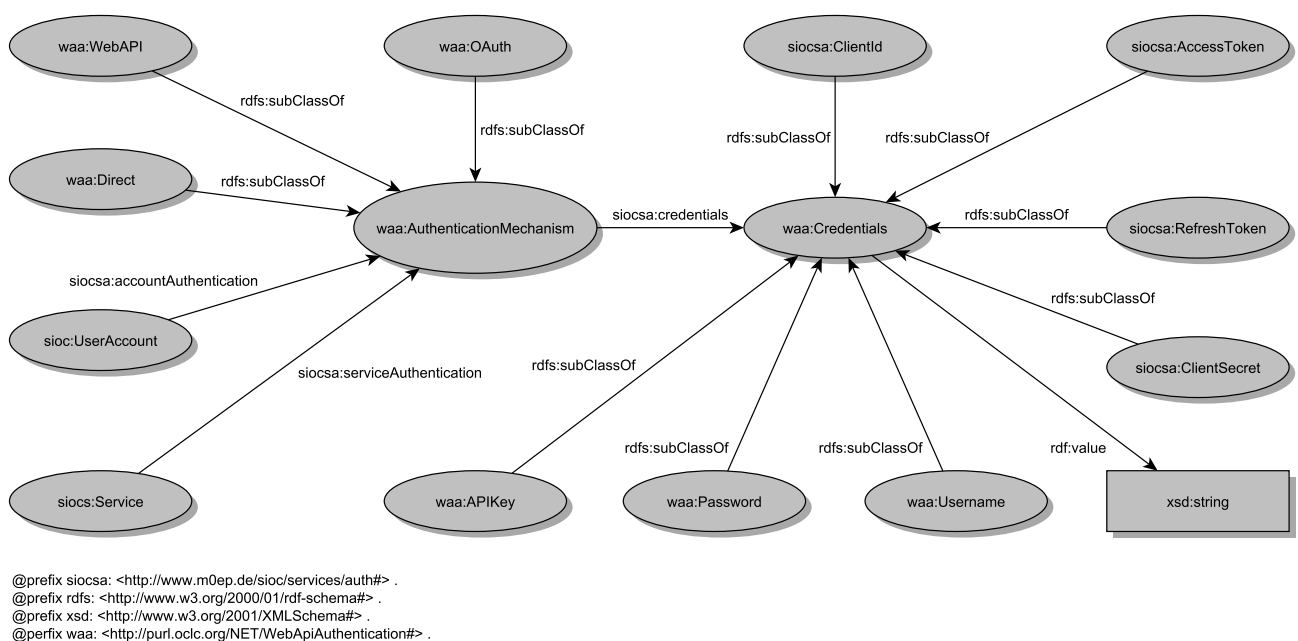 waa:WebAPI
waa:OAuth
siocsa:ClientId
siocsa:AccessToken
rdfs:subClassOf
rdfs:subClassOf
rdfs:subClassOf
rdfs:subClassOf
waa:Direct
rdfs:subClassOf
waa:AuthenticationMechanism
siocsa:credentials
waa:Credentials
rdfs:subClassOf
siocsa:RefreshToken
siocsa:accountAuthentication
rdfs:subClassOf
sioc:UserAccount
siocsa:serviceAuthentication
rdfs:subClassOf
siocsa:ClientSecret
rdfs:subClassOf
rdfs:subClassOf
rdf:value
siocs:Service
waa:APIKey
waa:Password
waa:Username
xsd:string
@prefix siocsa: <http://www.m0ep.de/sioc/services/auth#> .
@prefix rdfs: <http://www.w3.org/2000/01/rdf-schema#> .
@prefix xsd: <http://www.w3.org/2001/XMLSchema#> .
@perfix waa: <http://purl.oclc.org/NET/WebApiAuthentication#> .